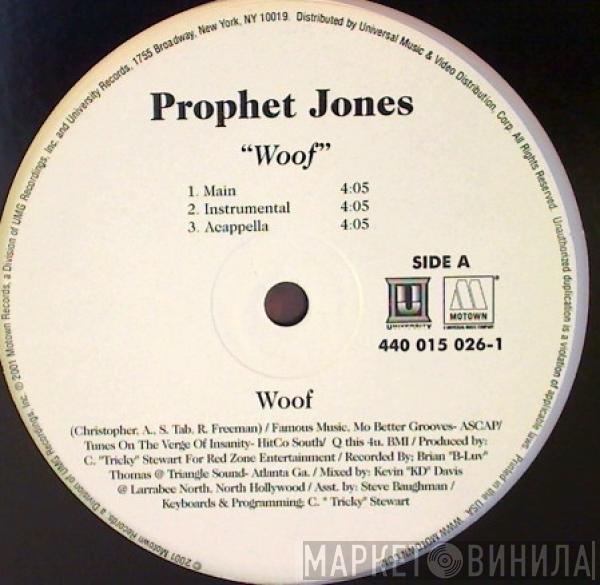 ℗ © 2001 Motown Records, a Division of UMG Recordings, Inc. and University Records, 1755 Broadway, New York, NY 10019. Distributed by Universal Music & Video Distribution, Corp. All Rights Reserved. Unauthorized duplication is a violation of applicable laws. Printed in the USA. WWW.MOTOWN.COM
Prophet Jones
“Woof”
1. Main 4:05
2. Instrumental 4:05
3. Acappella 4:05
SIDE A
U
UNIVERSITY
M
MOTOWN
A UNIVERSAL MUSIC COMPANY
440 015 026-1
Woof
(Christopher, A., S. Tab, R. Freeman) / Famous Music, Mo Better Grooves- ASCAP/
Tunes On The Verge Of Insanity- HitCo South/ Q this 4u, BMI / Produced by:
C. "Tricky" Stewart For Red Zone Entertainment / Recorded By: Brian "B-Luv"
Thomas @ Triangle Sound- Atlanta Ga. / Mixed by: Kevin "KD" Davis
@ Larrabee North, North Hollywood / Asst. by: Steve Baughman /
Keyboards & Programming: C. " Tricky" Stewart
© 2001 Motown Records, a Division of UMG Recordings, Inc.
МАРКЕТ ВИНИЛА